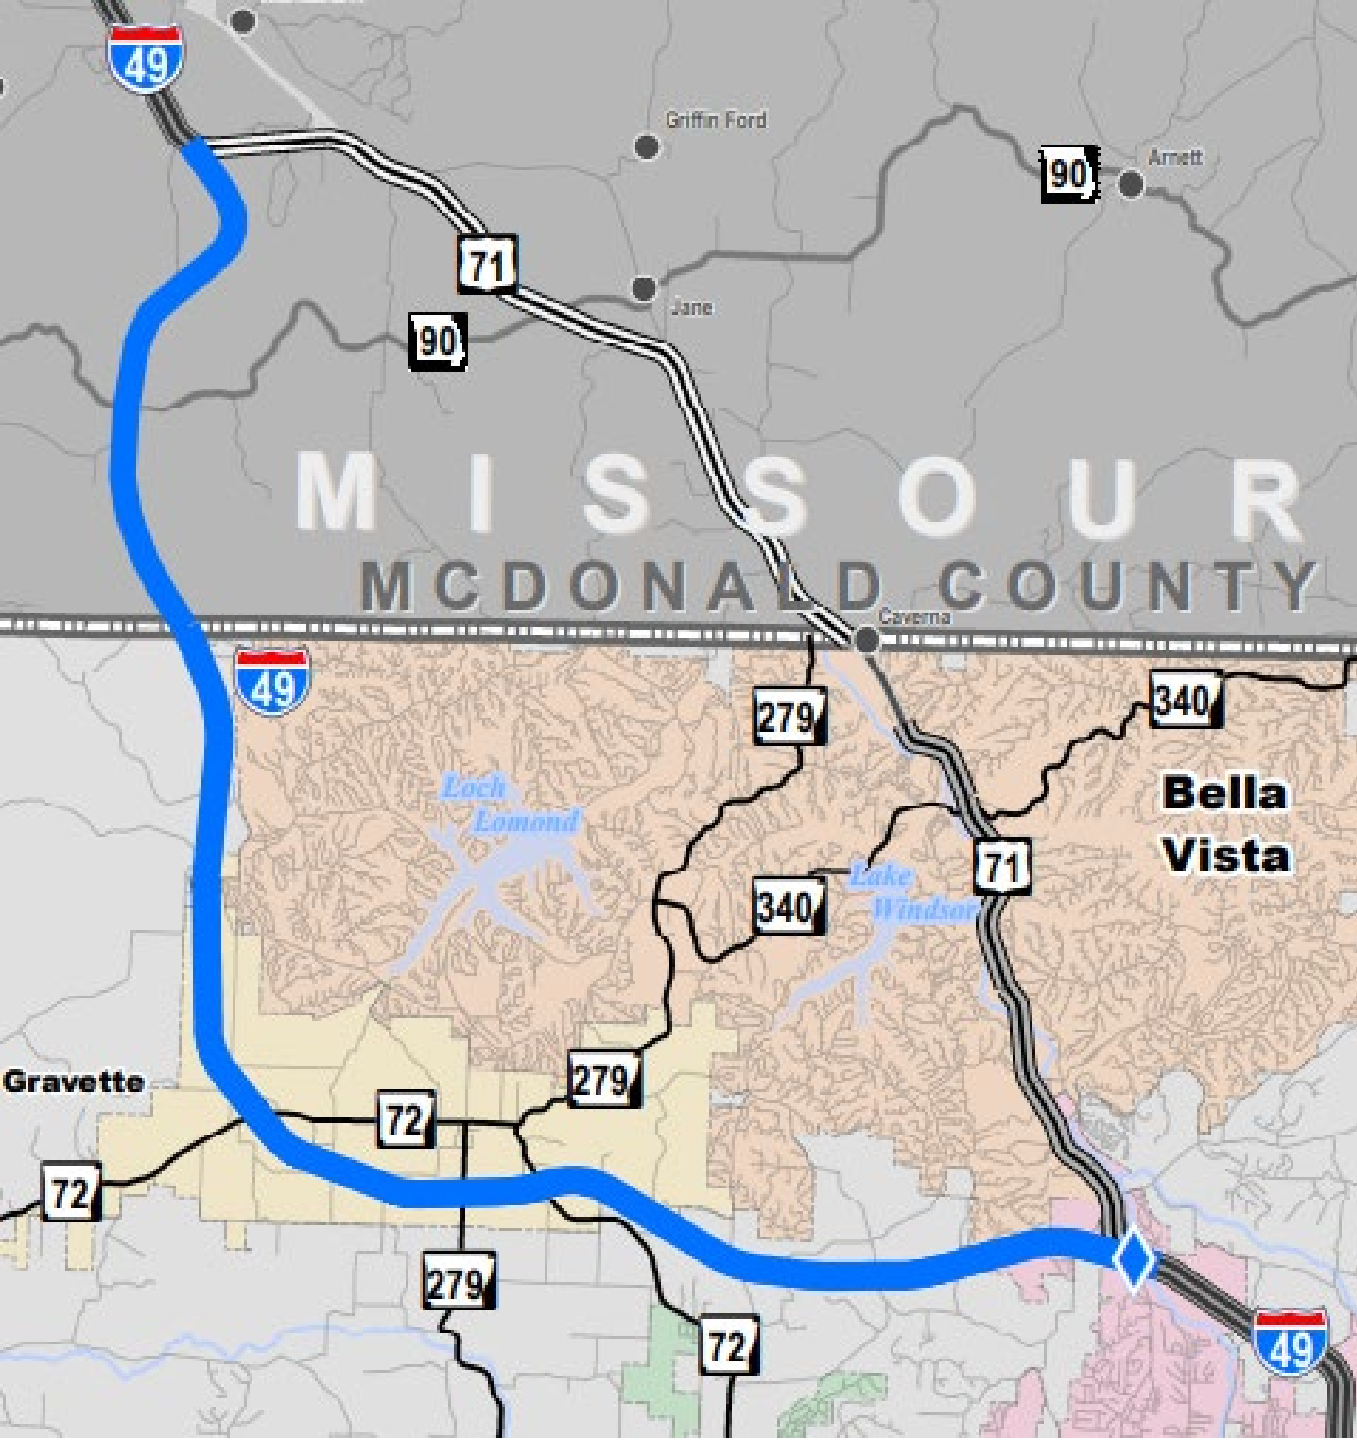 49
Griffin Ford
Arnett
90
71
Jane
90
MISSOUR
MCDONALD COUNTY
Caverna
49
279
340
Bella
Vista
Loch
Lomond
71
340
Lake
Windsor
279
Gravette
72
72
279
72
49